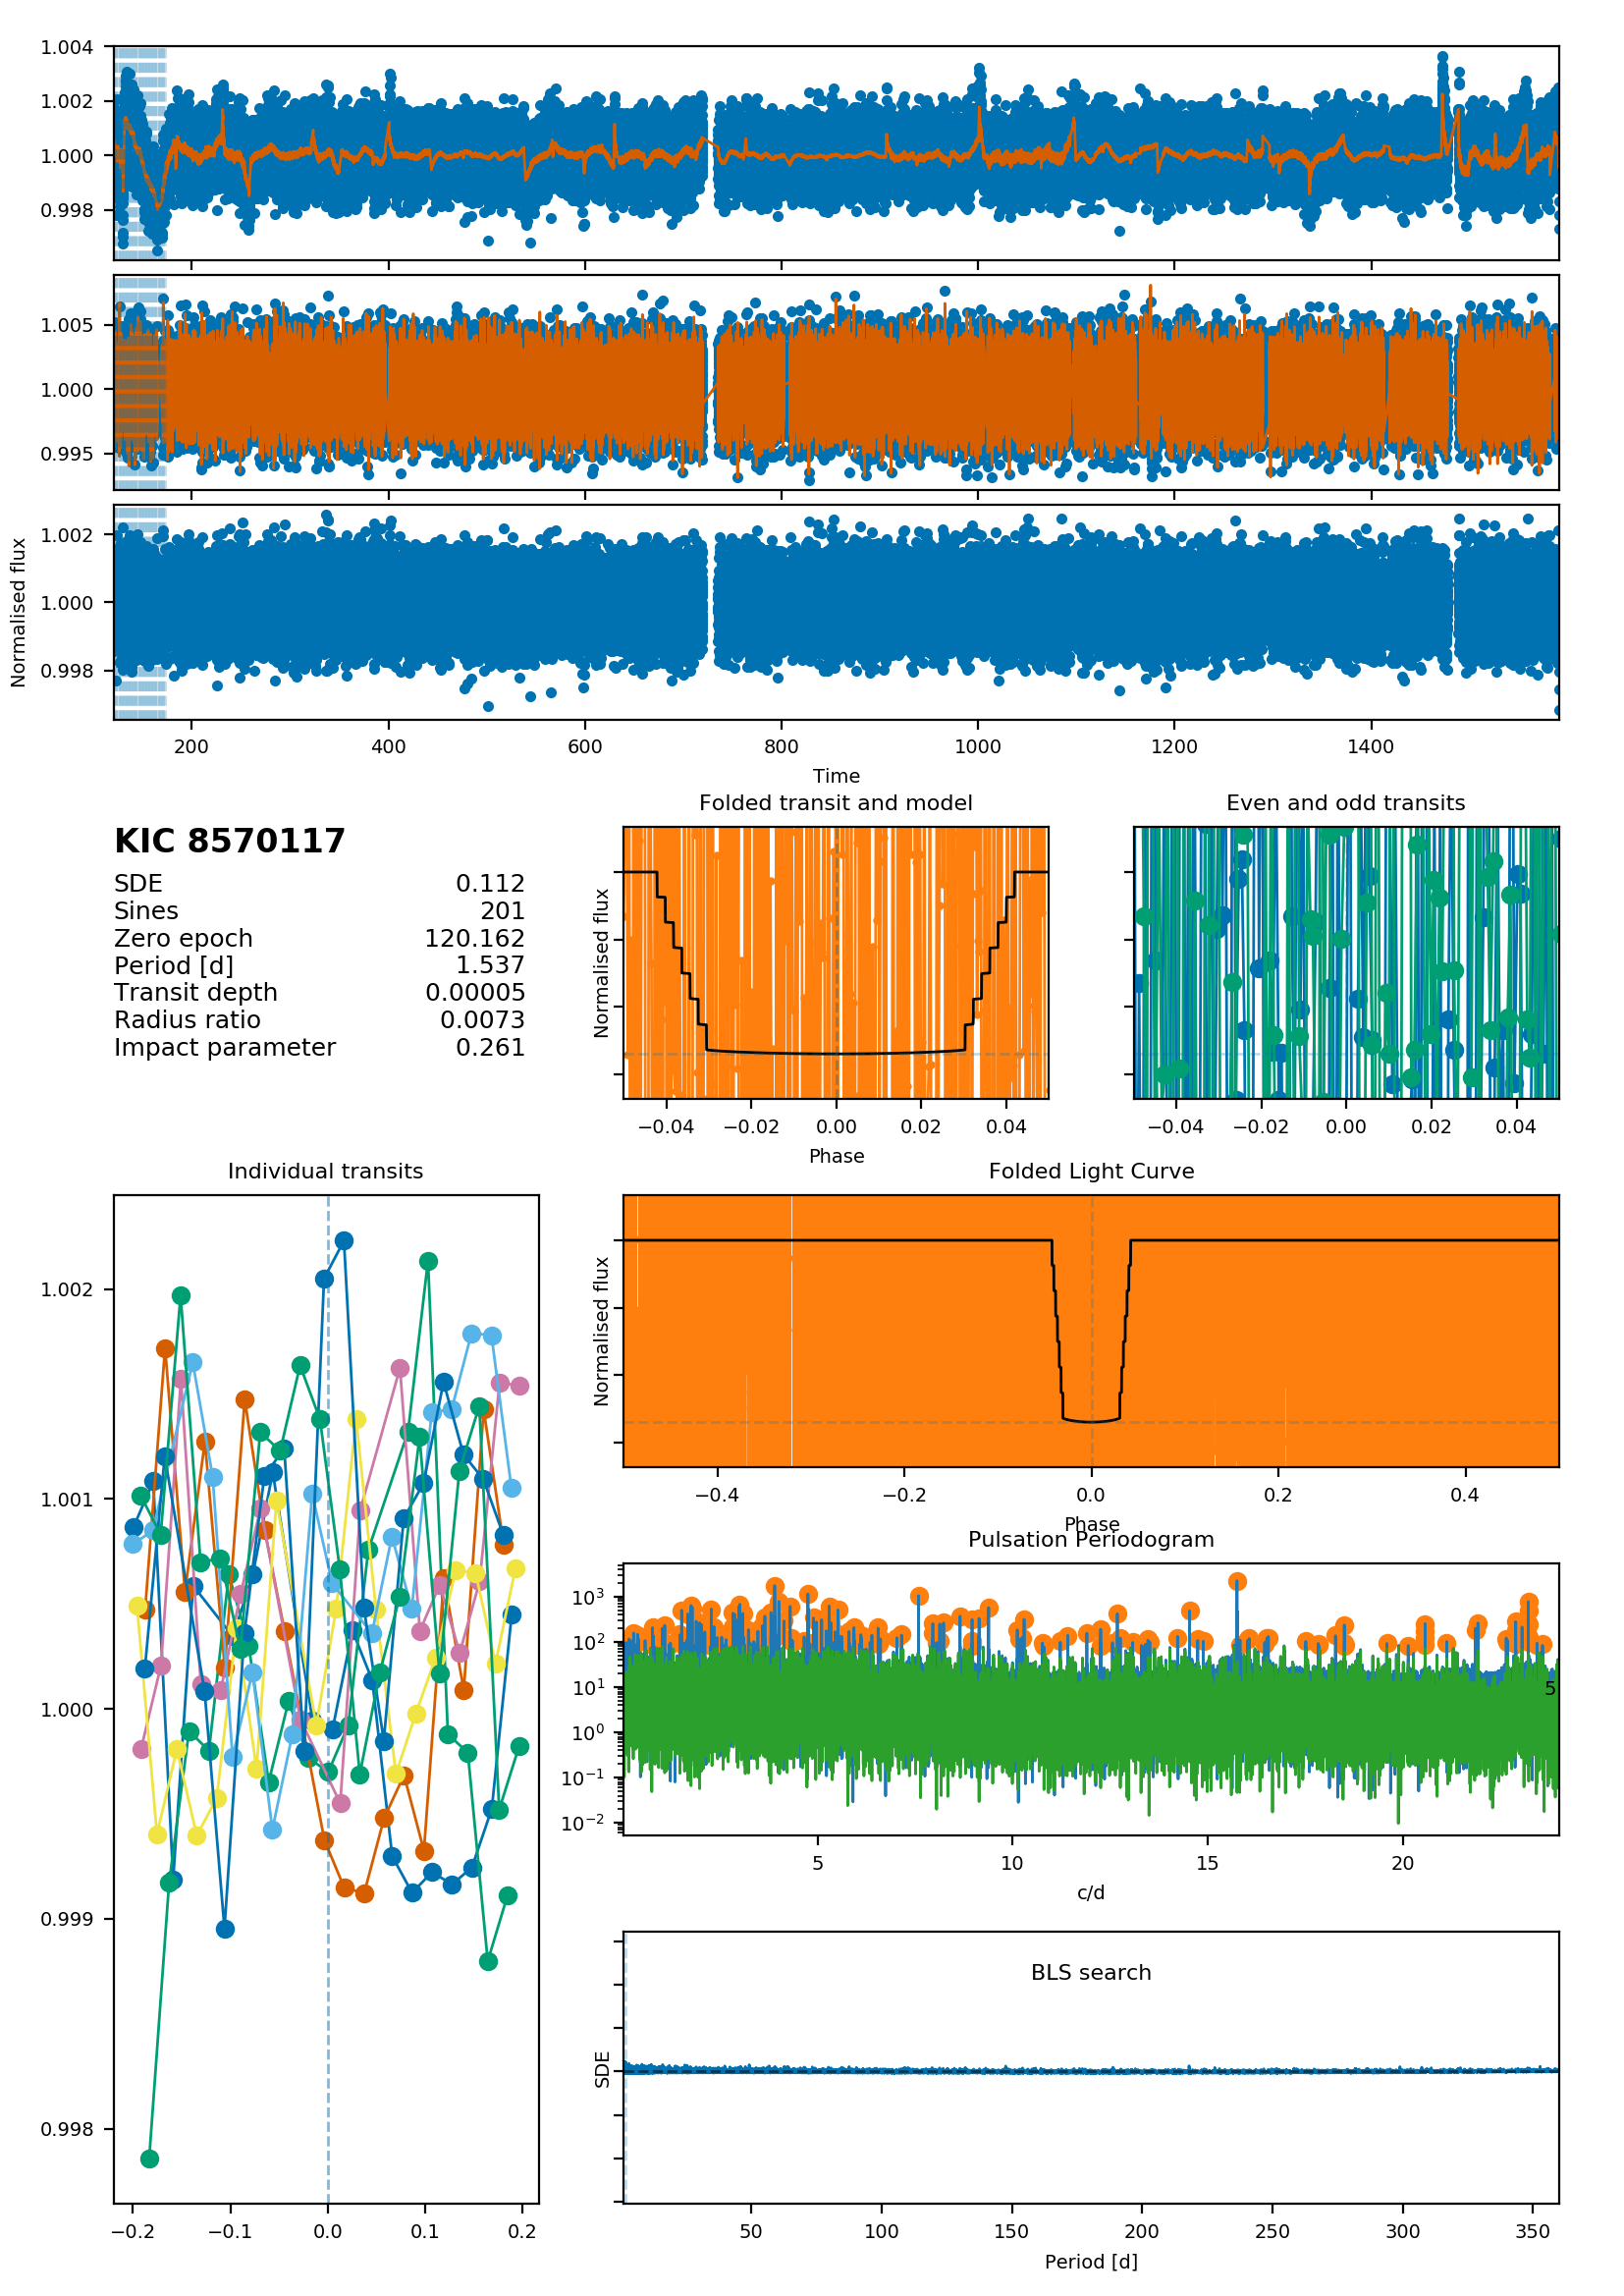 1.004
1.002
1.000
0.998
1.005
1.000
0.995
1.002
1.000
0.998
Normalised flux
200 400 600 800 1000 1200 1400
Time
KIC 8570117
SDE 0.112
Sines 201
Zero epoch 120.162
Period [d] 1.537
Transit depth 0.00005
Radius ratio 0.0073
Impact parameter 0.261
Folded transit and model
Normalised flux
−0.04 −0.02 0.00 0.02 0.04
Phase
Even and odd transits
−0.04 −0.02 0.00 0.02 0.04
Individual transits
1.002
1.001
1.000
0.999
0.998
−0.2 −0.1 0.0 0.1 0.2
Folded Light Curve
Normalised flux
−0.4 −0.2 0.0 0.2 0.4
Phase
Pulsation Periodogram
10³
10²
10¹
10⁰
10⁻¹
10⁻²
5
5 10 15 20
c/d
BLS search
SDE
50 100 150 200 250 300 350
Period [d]